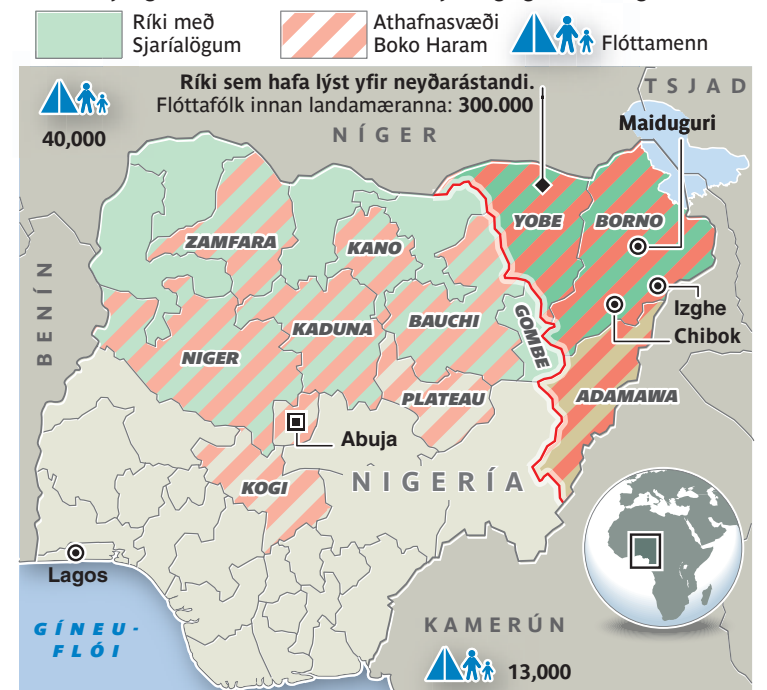 Ríki með
Sjaríalögum
Athafnasvæði
Boko Haram
Flóttamenn
Ríki sem hafa lýst yfir neyðarástandi.
Flóttafólk innan landamæranna: 300.000
TSJAD
40,000
NÍGER
Maiduguri
YOBE
BORNO
ZAMFARA
KANO
BENÍN
Izghe
GOMBE
BAUCHI
KADUNA
Chibok
NIGER
PLATEAU
ADAMAWA
Abuja
NIGERÍA
KOGI
Lagos
GÍNEU-
FLÓI
KAMERÚN
13,000